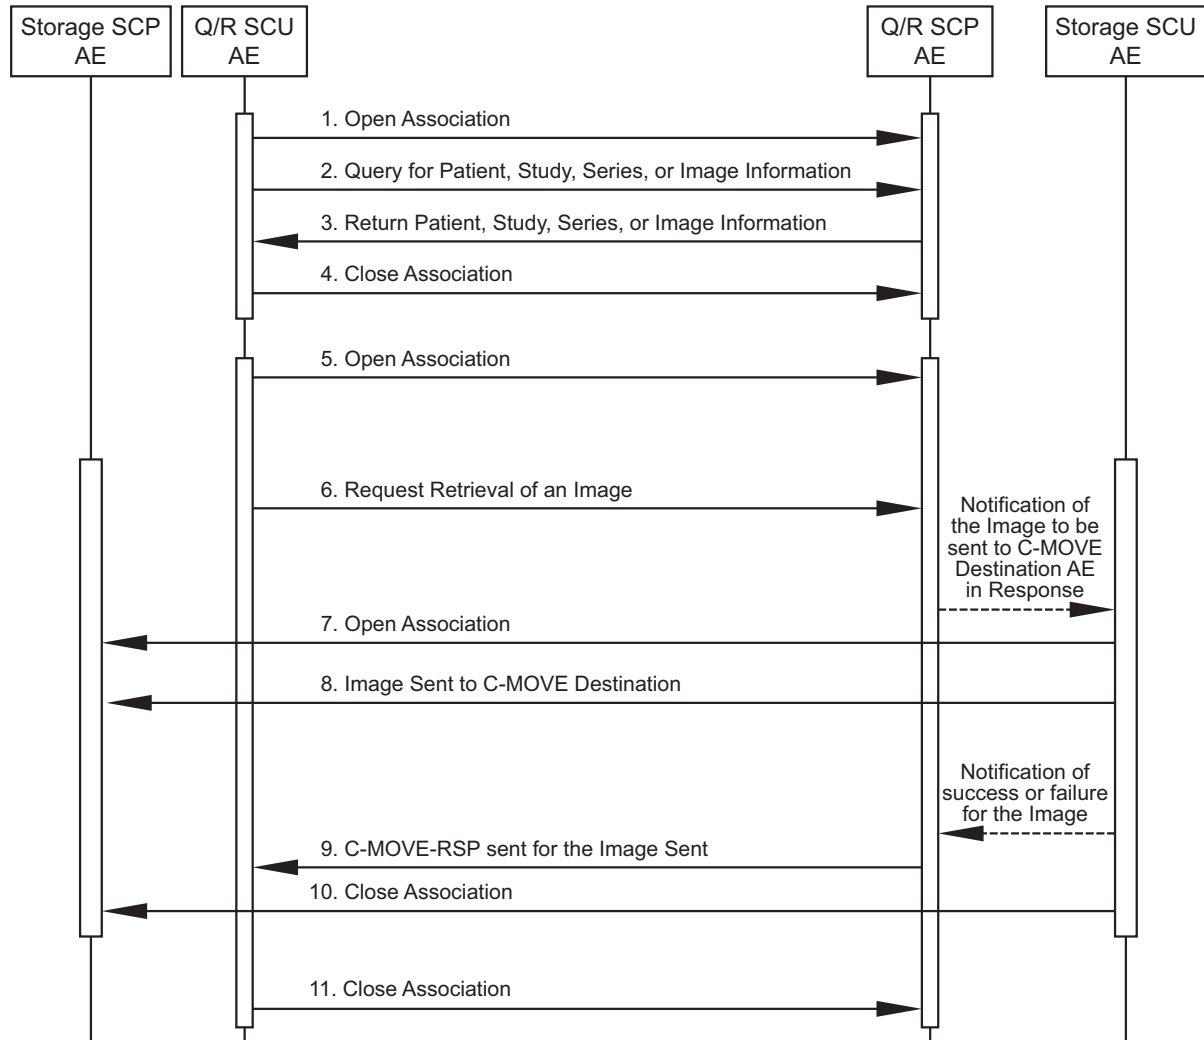 Storage SCP
AE
Q/R SCU
AE
Q/R SCP
AE
Storage SCU
AE
1. Open Association
2. Query for Patient, Study, Series, or Image Information
3. Return Patient, Study, Series, or Image Information
4. Close Association
5. Open Association
6. Request Retrieval of an Image
Notification of
the Image to be
sent to C-MOVE
Destination AE
in Response
7. Open Association
8. Image Sent to C-MOVE Destination
Notification of
success or failure
for the Image
9. C-MOVE-RSP sent for the Image Sent
10. Close Association
11. Close Association